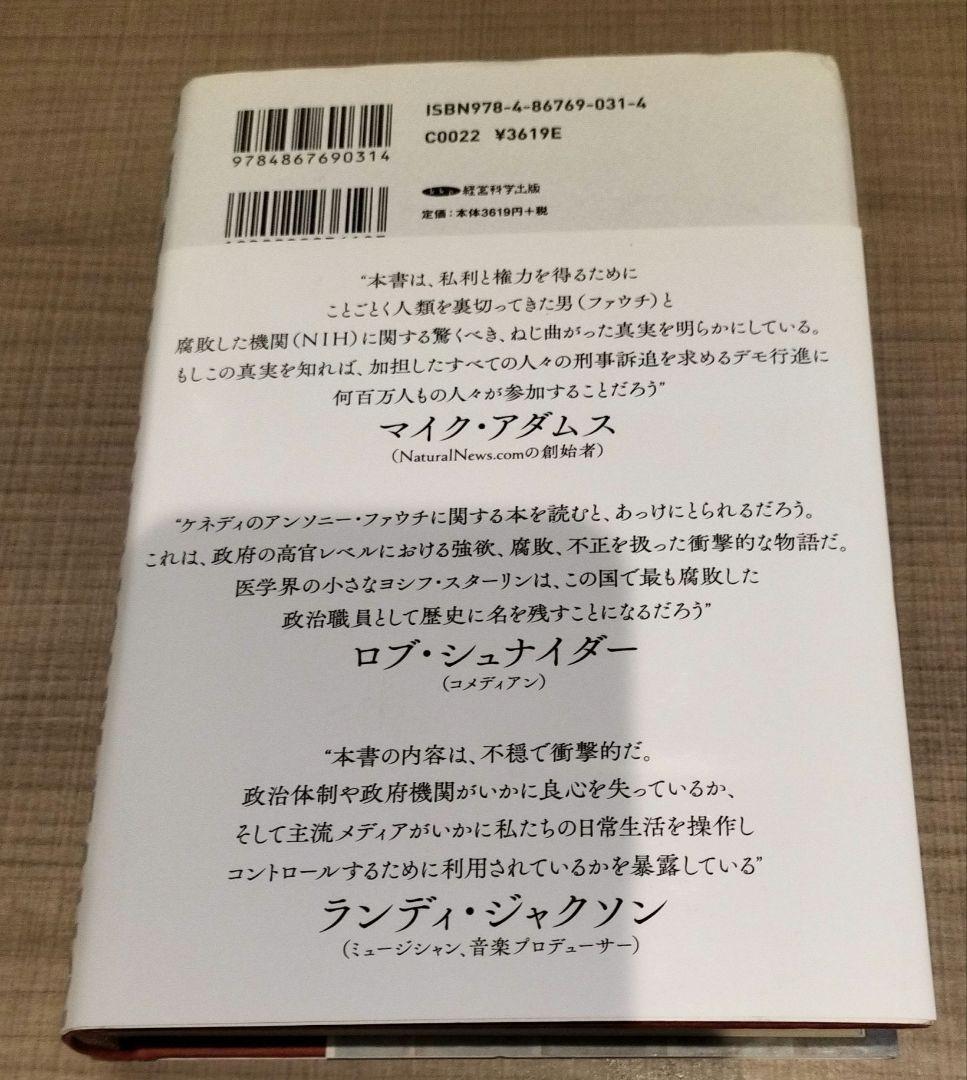 ISBN978-4-86769-031-4
9784867690314
C0022 ¥3619E
経営科学出版
定価：本体3619円＋税
“本書は、私利と権力を得るために
ことごとく人類を裏切ってきた男（ファウチ）と
腐敗した機関（NIH）に関する驚くべき、ねじ曲がった真実を明らかにしている。
もしこの真実を知れば、加担したすべての人々の刑事訴追を求めるデモ行進に
何百万人もの人々が参加することだろう”
マイク・アダムス
（NaturalNews.comの創始者）
“ケネディのアンソニー・ファウチに関する本を読むと、あっけにとられるだろう。
これは、政府の高官レベルにおける強欲、腐敗、不正を扱った衝撃的な物語だ。
医学界の小さなヨシフ・スターリンは、この国で最も腐敗した
政治職員として歴史に名を残すことになるだろう”
ロブ・シュナイダー
（コメディアン）
“本書の内容は、不穏で衝撃的だ。
政治体制や政府機関がいかに良心を失っているか、
そして主流メディアがいかに私たちの日常生活を操作し
コントロールするために利用されているかを暴露している”
ランディ・ジャクソン
（ミュージシャン、音楽プロデューサー）